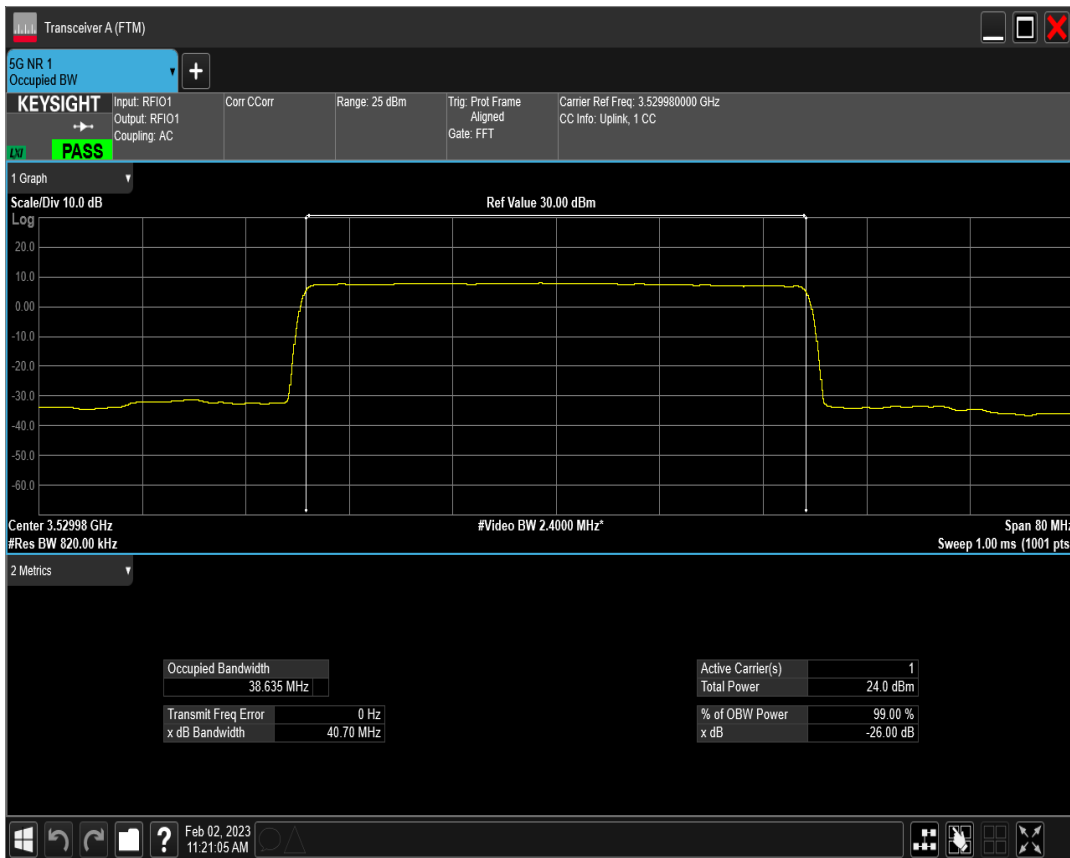 Transceiver A (FTM)
5G NR 1
Occupied BW
+
KEYSIGHT
LXI
PASS
Input: RFIO1
Output: RFIO1
Coupling: AC
Corr CCorr
Range: 25 dBm
Trig: Prot Frame
Aligned
Gate: FFT
Carrier Ref Freq: 3.529980000 GHz
CC Info: Uplink, 1 CC
1 Graph
Scale/Div 10.0 dB
Ref Value 30.00 dBm
Log
20.0
10.0
0.00
-10.0
-20.0
-30.0
-40.0
-50.0
-60.0
Center 3.52998 GHz
#Video BW 2.4000 MHz*
Span 80 MHz
#Res BW 820.00 kHz
Sweep 1.00 ms (1001 pts
2 Metrics
Occupied Bandwidth
38.635 MHz
Transmit Freq Error 0 Hz
x dB Bandwidth 40.70 MHz
Active Carrier(s) 1
Total Power 24.0 dBm
% of OBW Power 99.00 %
x dB -26.00 dB
?
Feb 02, 2023
11:21:05 AM